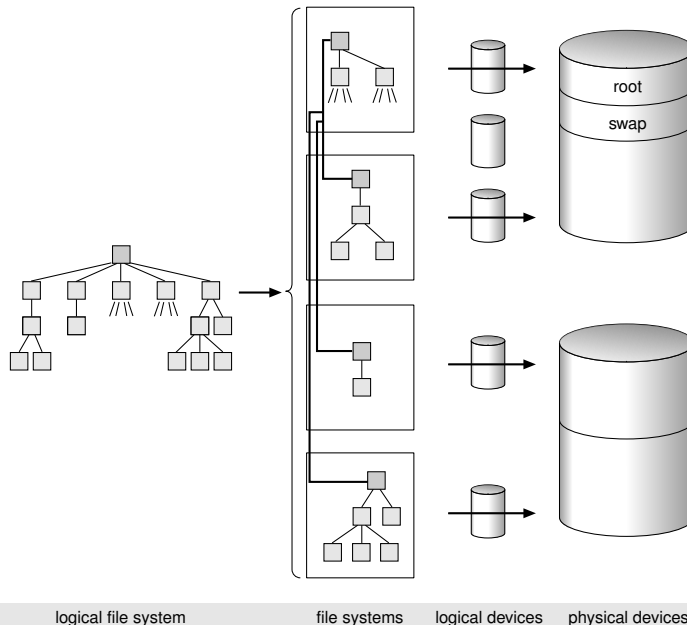 root
swap
logical file system
file systems
logical devices
physical devices